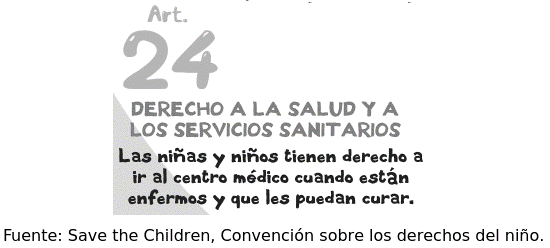 Art.
24
DERECHO A LA SALUD Y A
LOS SERVICIOS SANITARIOS
Las niñas y niños tienen derecho a
ir al centro médico cuando están
enfermos y que les puedan curar.
Fuente: Save the Children, Convención sobre los derechos del niño.